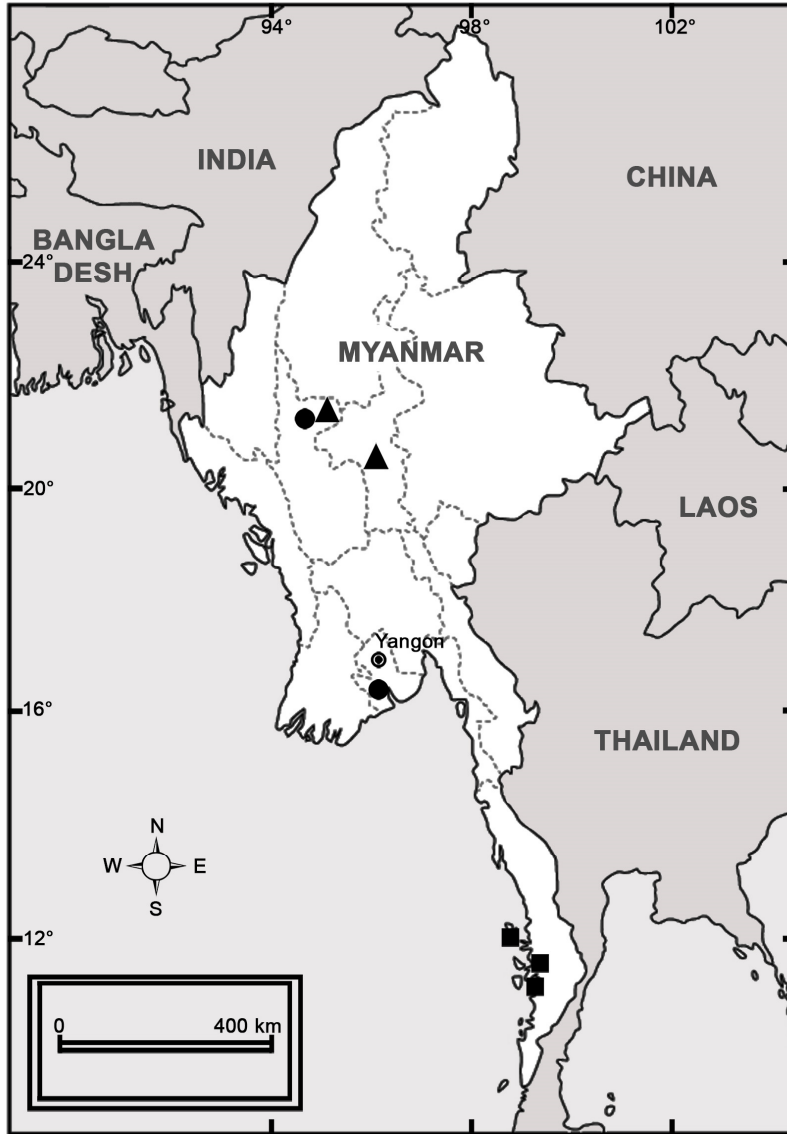 94° 98° 102°
INDIA
CHINA
BANGLA
DESH
24°
MYANMAR
20°
LAOS
Yangon
16°
THAILAND
N
W E
S
12°
0 400 km